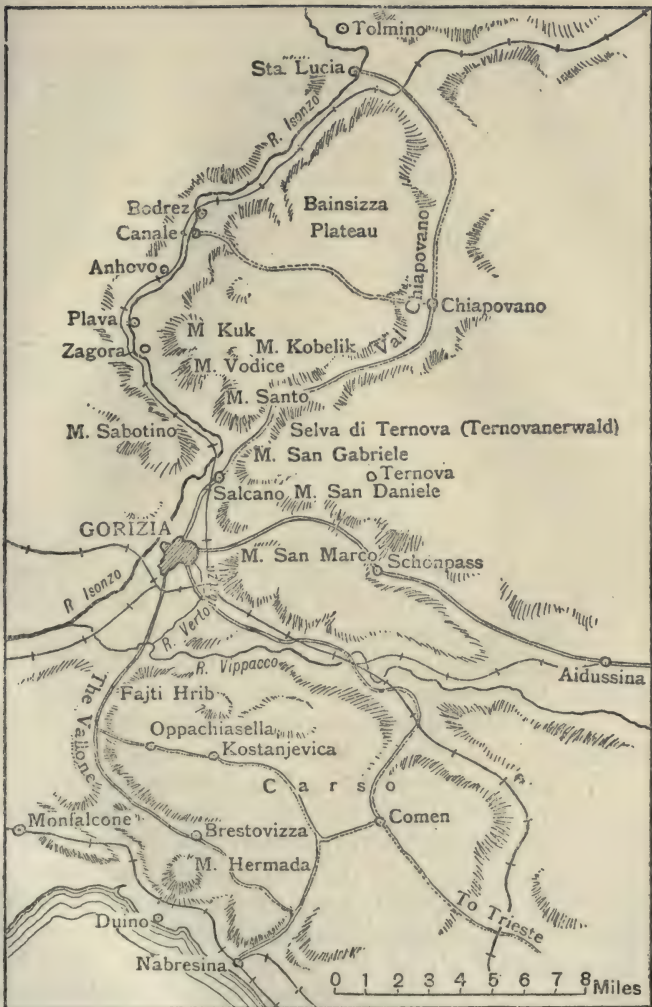 Tolmino
Sta. Lucia
R. Isonzo
Bainsizza
Plateau
Bodrez
Canale
Val Chiapovano
Anhovo
Chiapovano
Plava
M Kuk
Zagora
M. Kobelik
M. Vodice
M. Santo
M. Sabotino
Selva di Ternova (Ternovanerwald)
M. San Gabriele
Ternova
Salcano
M. San Daniele
GORIZIA
M. San Marco
Schönpass
R. Isonzo
R. Verto
R. Vippacco
Aidussina
The Vallone
Fajti Hrib
Oppachiasella
Kostanjevica
Carso
Monfalcone
Brestovizza
Comen
M. Hermada
To Trieste
Duino
Nabresina
0 1 2 3 4 5 6 7 8 Miles